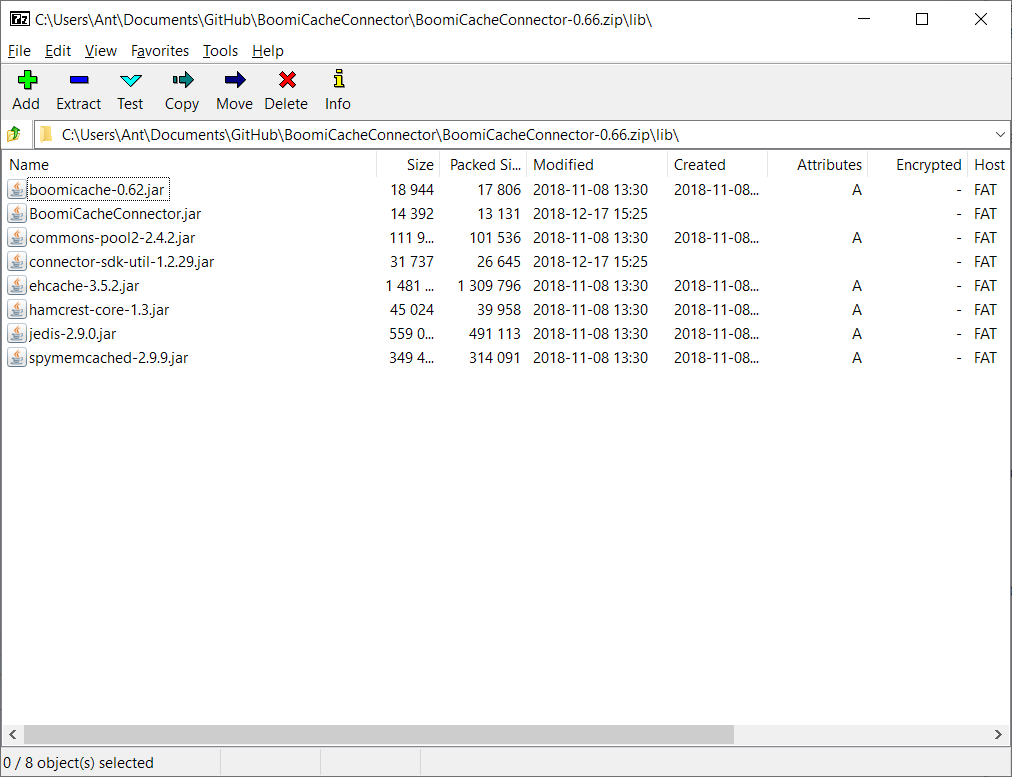 C:\Users\Ant\Documents\GitHub\BoomiCacheConnector\BoomiCacheConnector-0.66.zip\lib\
File Edit View Favorites Tools Help
Add Extract Test Copy Move Delete Info
C:\Users\Ant\Documents\GitHub\BoomiCacheConnector\BoomiCacheConnector-0.66.zip\lib\
Name Size Packed Si... Modified Created Attributes Encrypted Host
boomicache-0.62.jar 18 944 17 806 2018-11-08 13:30 2018-11-08... A - FAT
BoomiCacheConnector.jar 14 392 13 131 2018-12-17 15:25 - FAT
commons-pool2-2.4.2.jar 111 9... 101 536 2018-11-08 13:30 2018-11-08... A - FAT
connector-sdk-util-1.2.29.jar 31 737 26 645 2018-12-17 15:25 - FAT
ehcache-3.5.2.jar 1 481 ... 1 309 796 2018-11-08 13:30 2018-11-08... A - FAT
hamcrest-core-1.3.jar 45 024 39 958 2018-11-08 13:30 2018-11-08... A - FAT
jedis-2.9.0.jar 559 0... 491 113 2018-11-08 13:30 2018-11-08... A - FAT
spymemcached-2.9.9.jar 349 4... 314 091 2018-11-08 13:30 2018-11-08... A - FAT
0 / 8 object(s) selected